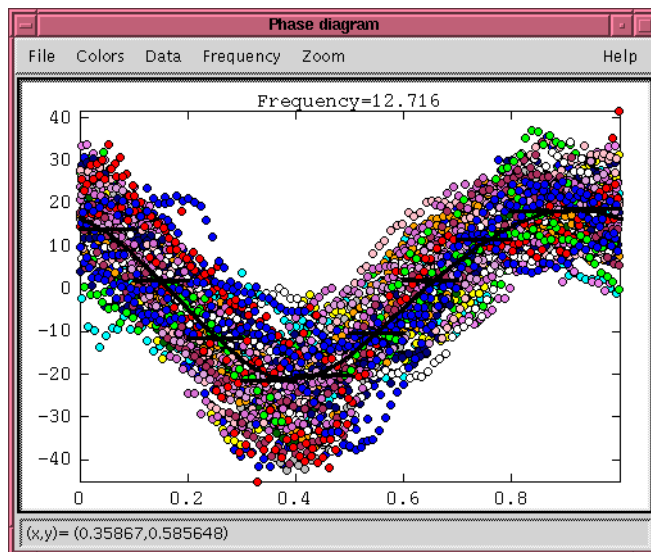 Phase diagram
File Colors Data Frequency Zoom Help
Frequency=12.716
40
30
20
10
0
-10
-20
-30
-40
0 0.2 0.4 0.6 0.8
(x,y)= (0.35867,0.585648)